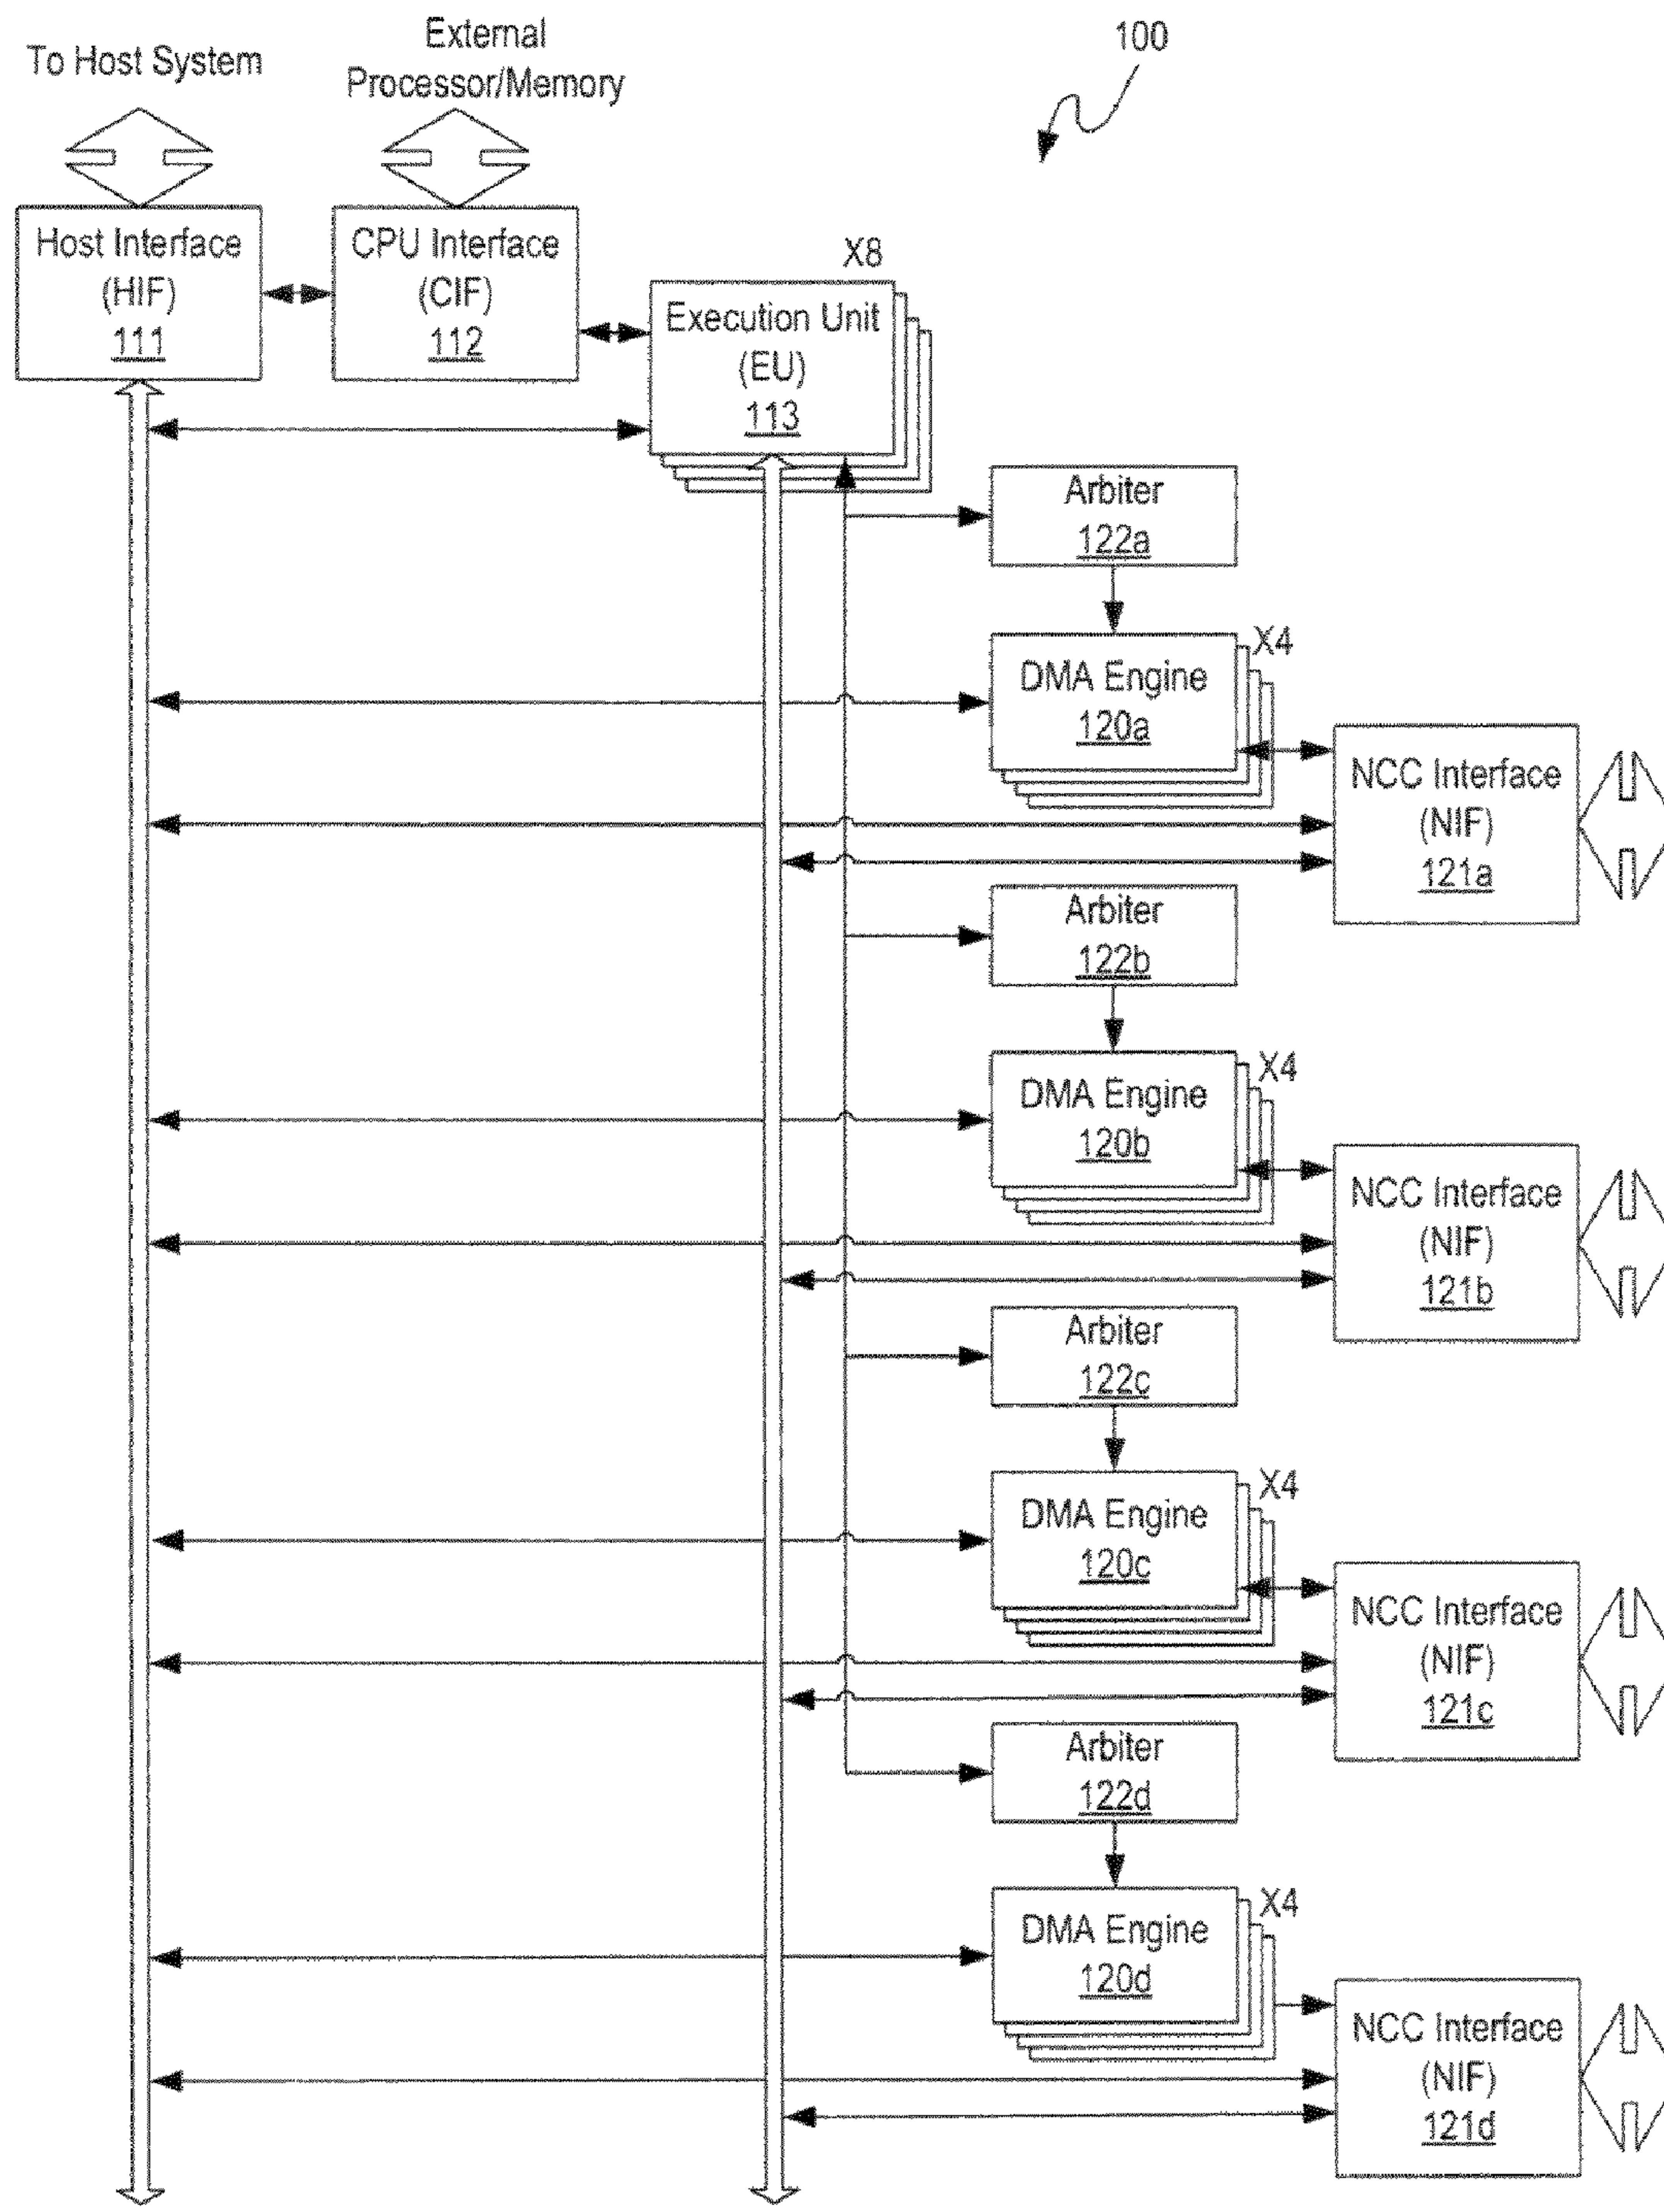 To Host System
External
Processor/Memory
100
Host Interface
(HIF)
111
CPU Interface
(CIF)
112
X8
Execution Unit
(EU)
113
Arbiter
122a
X4
DMA Engine
120a
NCC Interface
(NIF)
121a
Arbiter
122b
X4
DMA Engine
120b
NCC Interface
(NIF)
121b
Arbiter
122c
X4
DMA Engine
120c
NCC Interface
(NIF)
121c
Arbiter
122d
X4
DMA Engine
120d
NCC Interface
(NIF)
121d